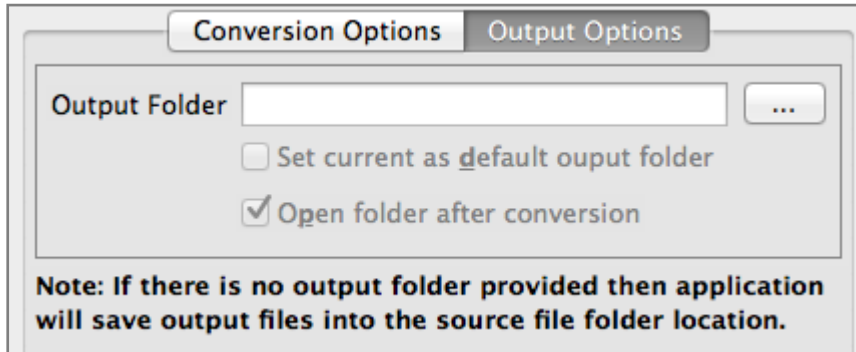 Conversion Options Output Options
Output Folder ...
Set current as default ouput folder
Open folder after conversion
Note: If there is no output folder provided then application
will save output files into the source file folder location.